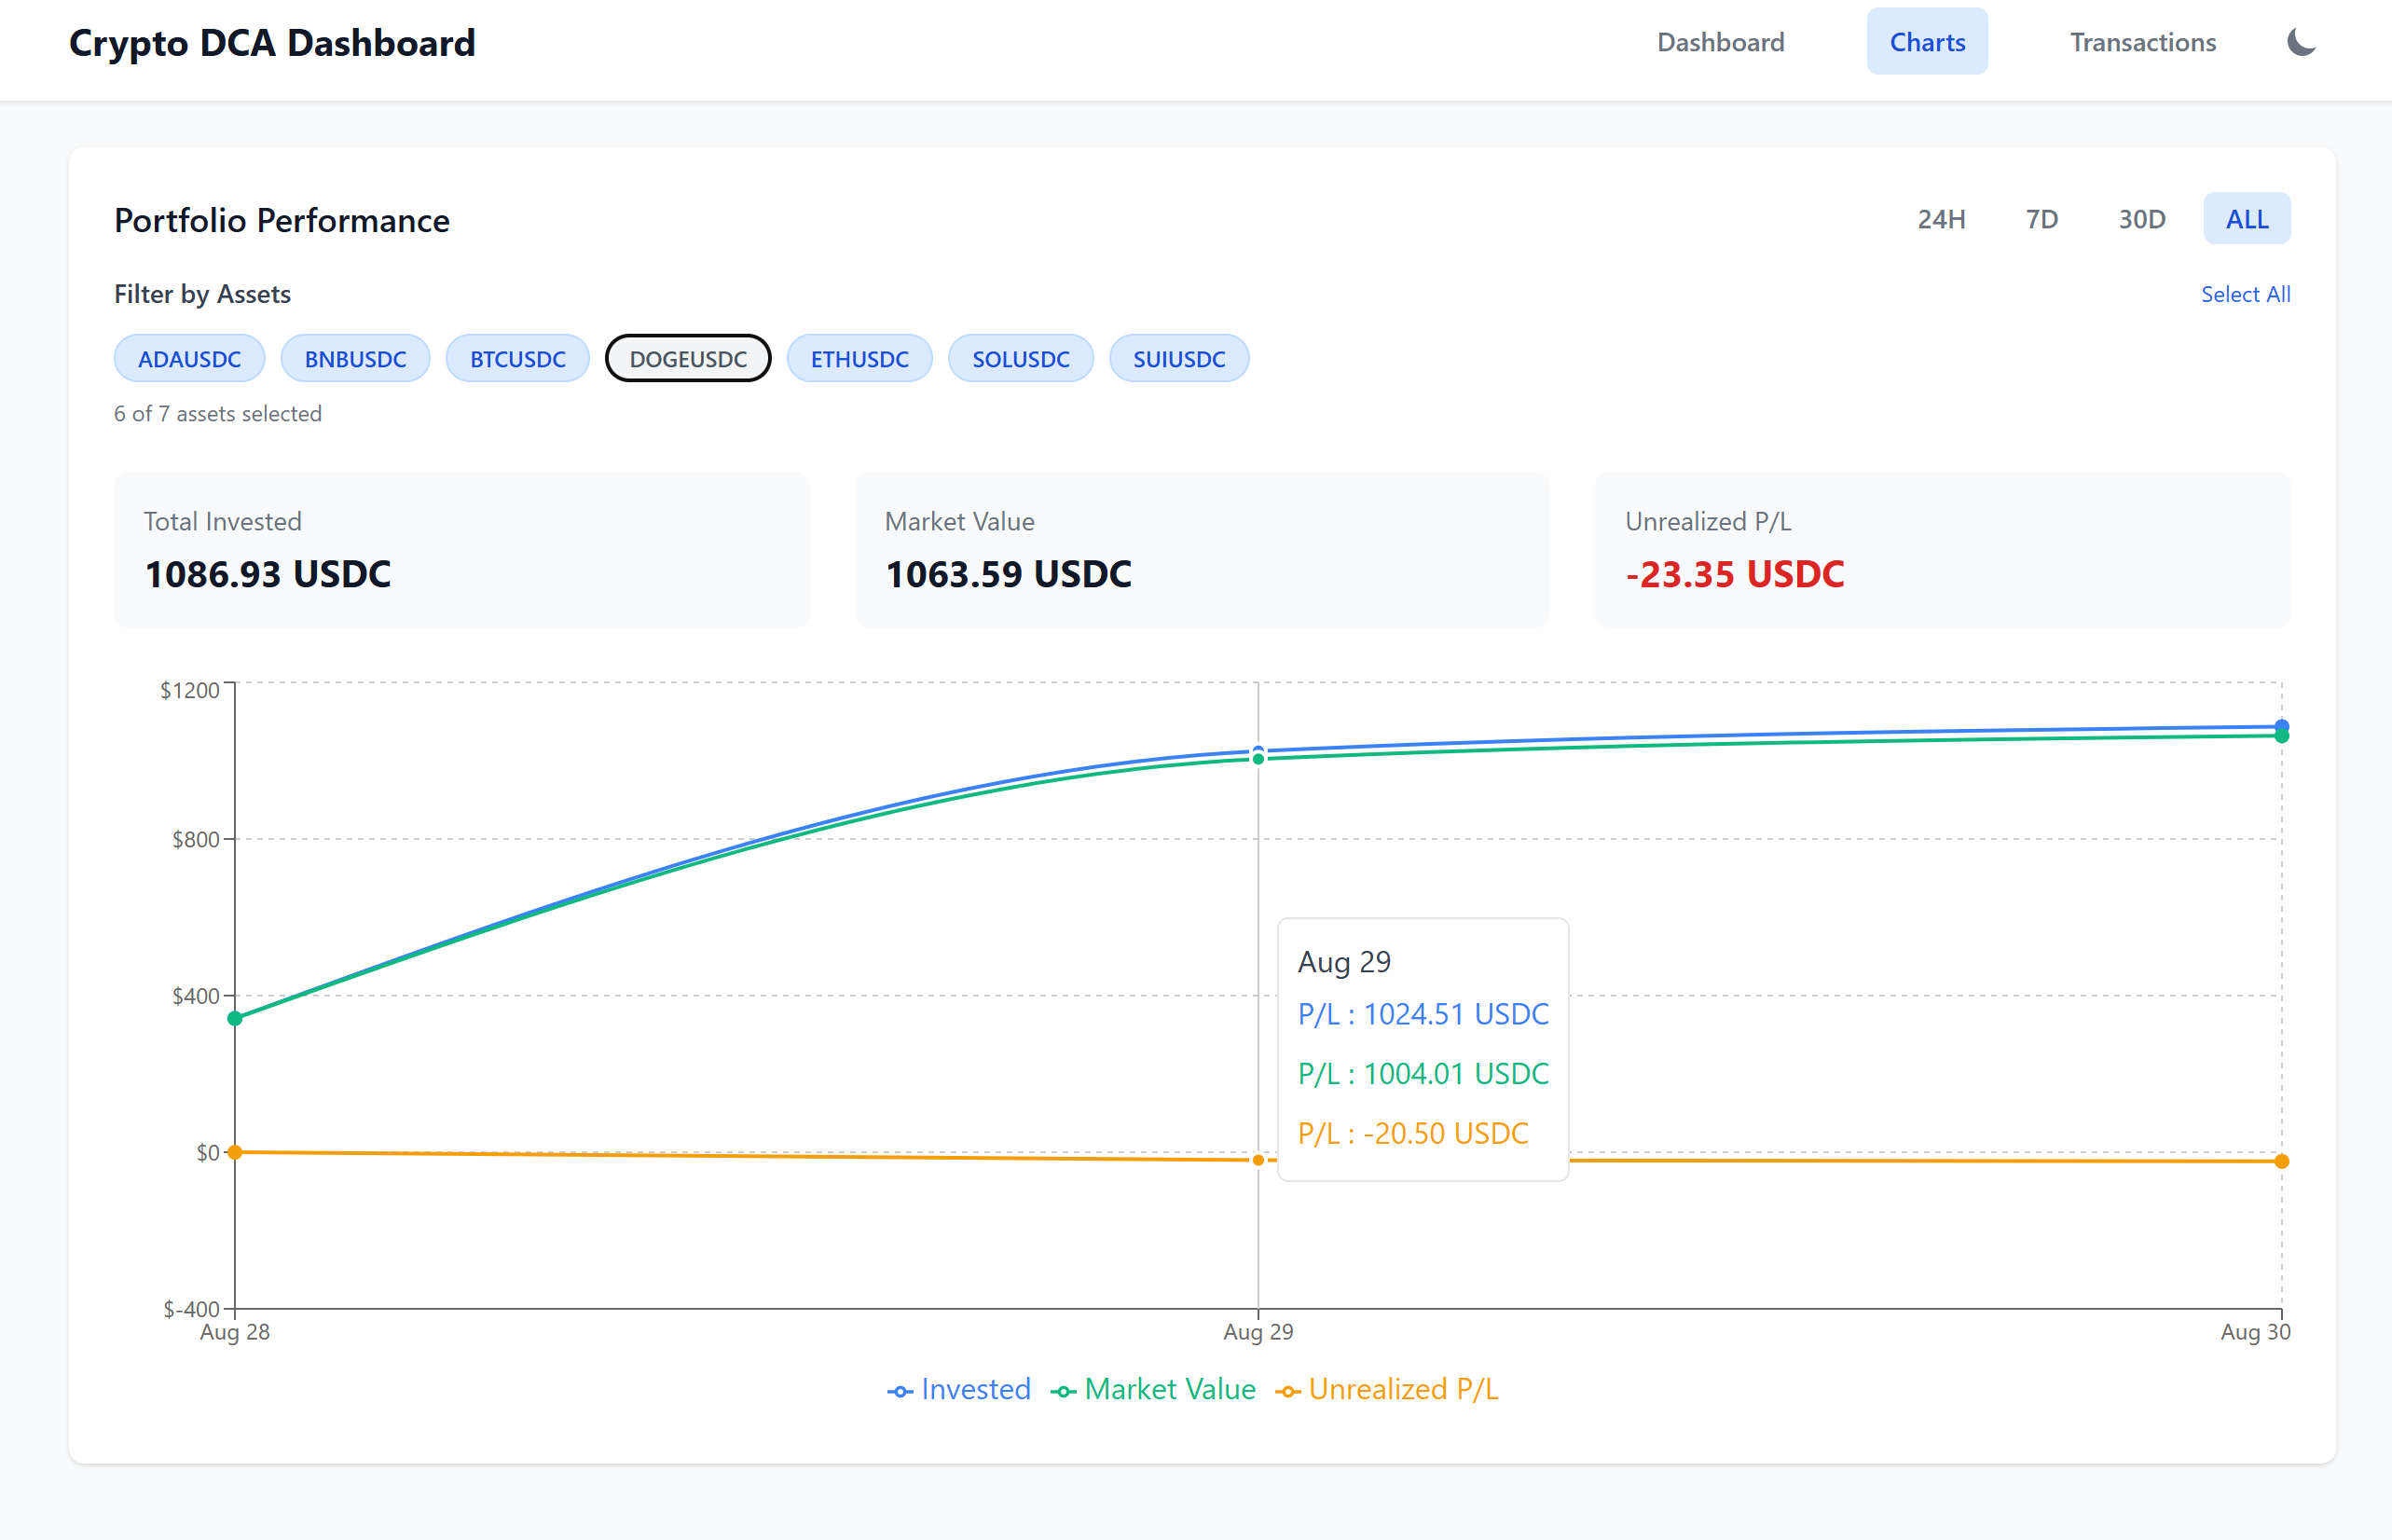 Crypto DCA Dashboard
Dashboard
Charts
Transactions
Portfolio Performance
24H
7D
30D
ALL
Filter by Assets
Select All
ADAUSDC
BNBUSDC
BTCUSDC
DOGEUSDC
ETHUSDC
SOLUSDC
SUIUSDC
6 of 7 assets selected
Total Invested
1086.93 USDC
Market Value
1063.59 USDC
Unrealized P/L
-23.35 USDC
$1200
$800
$400
$0
$-400
Aug 29
P/L : 1024.51 USDC
P/L : 1004.01 USDC
P/L : -20.50 USDC
Aug 28
Aug 29
Aug 30
Invested
Market Value
Unrealized P/L